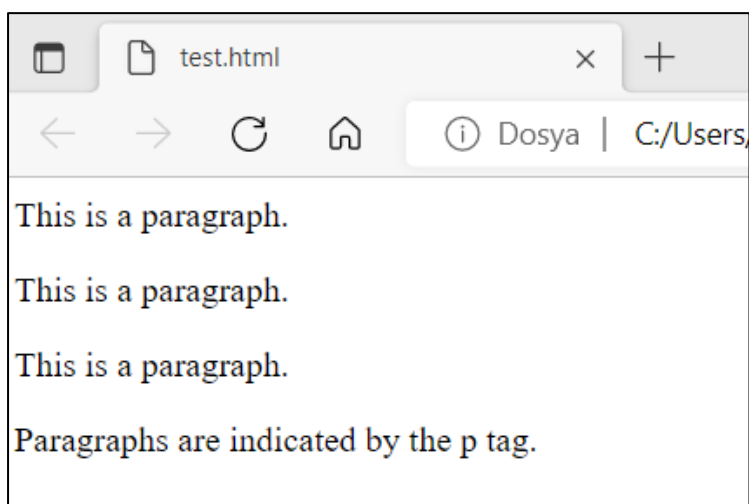 test.html
Dosya | C:/Users/
This is a paragraph.
This is a paragraph.
This is a paragraph.
Paragraphs are indicated by the p tag.